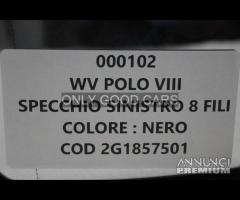 000102
WV POLO VIII
ONLY GOOD CARS
SPECCHIO SINISTRO 8 FILI
COLORE : NERO
COD 2G1857501
ANNUNCI
PREMIUM